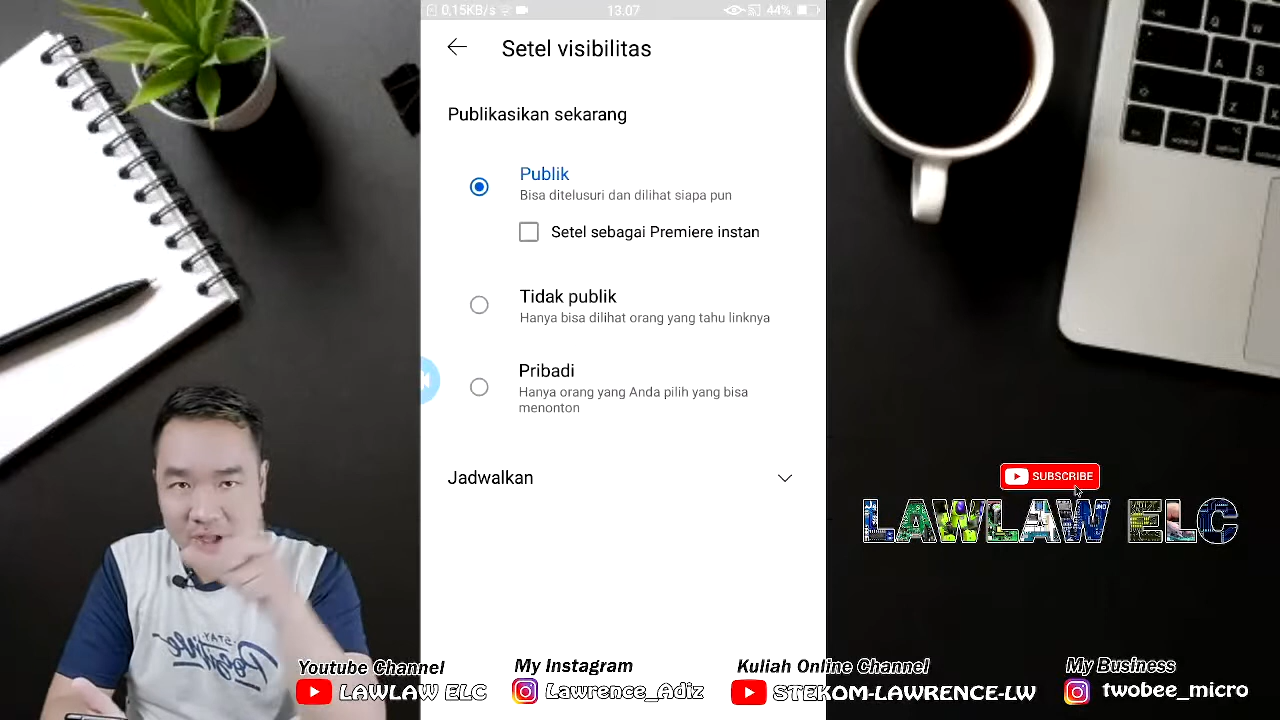 0,15KB/s
13.07
44%
Setel visibilitas
Publikasikan sekarang
Publik
Bisa ditelusuri dan dilihat siapa pun
Setel sebagai Premiere instan
Tidak publik
Hanya bisa dilihat orang yang tahu linknya
Pribadi
Hanya orang yang Anda pilih yang bisa
menonton
Jadwalkan
SUBSCRIBE
LAWLAW ELC
STAY
Positive
Youtube Channel
LAWLAW ELC
My Instagram
Lawrence_Adiz
Kuliah Online Channel
STEKOM-LAWRENCE-LW
My Business
twobee_micro